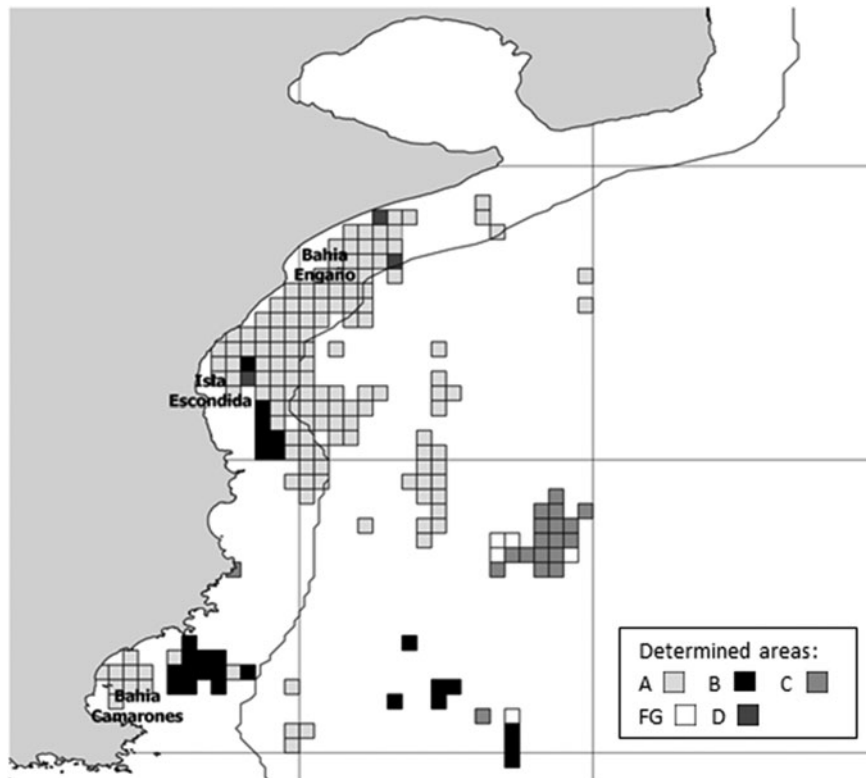 Bahia
Engaño
Isla
Escondida
Bahia
Camarones
Determined areas:
A B C
FG D